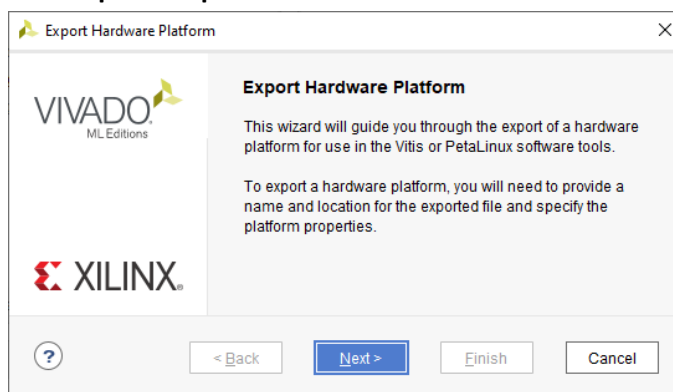 Export Hardware Platform
VIVADO
ML Editions
Export Hardware Platform
This wizard will guide you through the export of a hardware
platform for use in the Vitis or PetaLinux software tools.
To export a hardware platform, you will need to provide a
name and location for the exported file and specify the
platform properties.
XILINX
?
< Back
Next >
Finish
Cancel